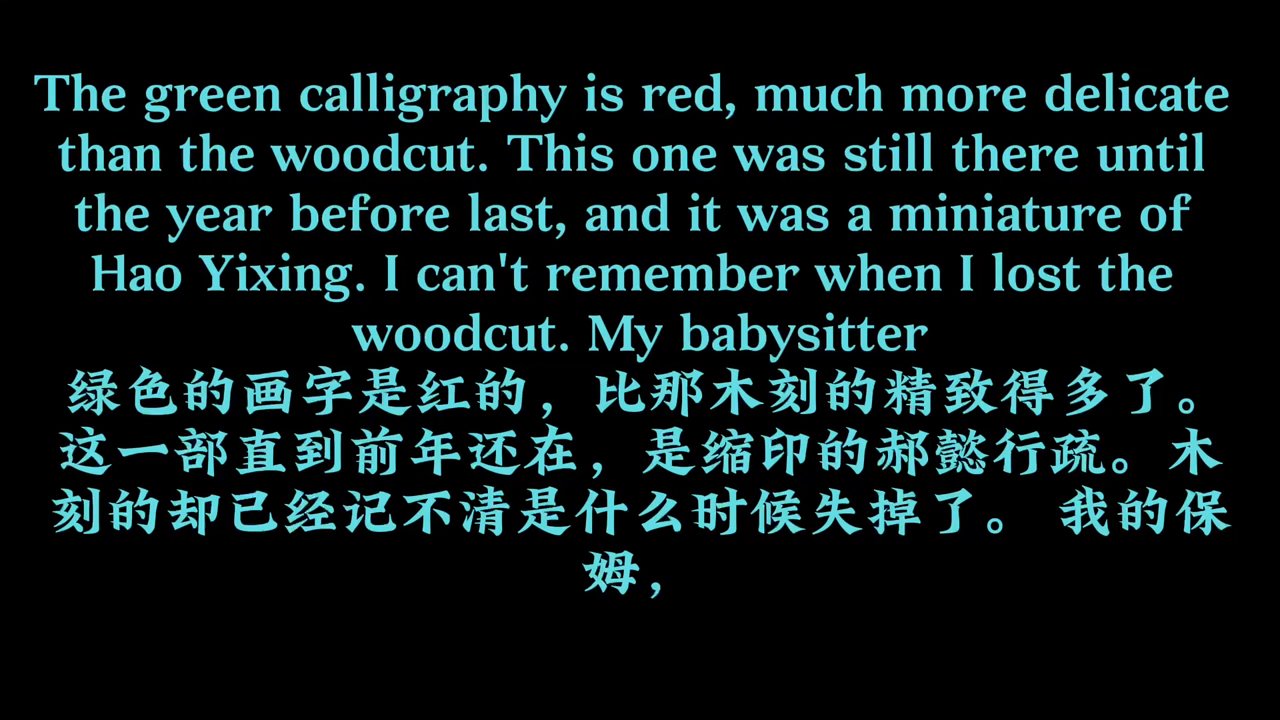 The green calligraphy is red, much more delicate
than the woodcut. This one was still there until
the year before last, and it was a miniature of
Hao Yixing. I can't remember when I lost the
woodcut. My babysitter
绿色的画字是红的，比那木刻的精致得多了。
这一部直到前年还在，是缩印的郝懿行疏。木
刻的却已经记不清是什么时候失掉了。 我的保
姆，